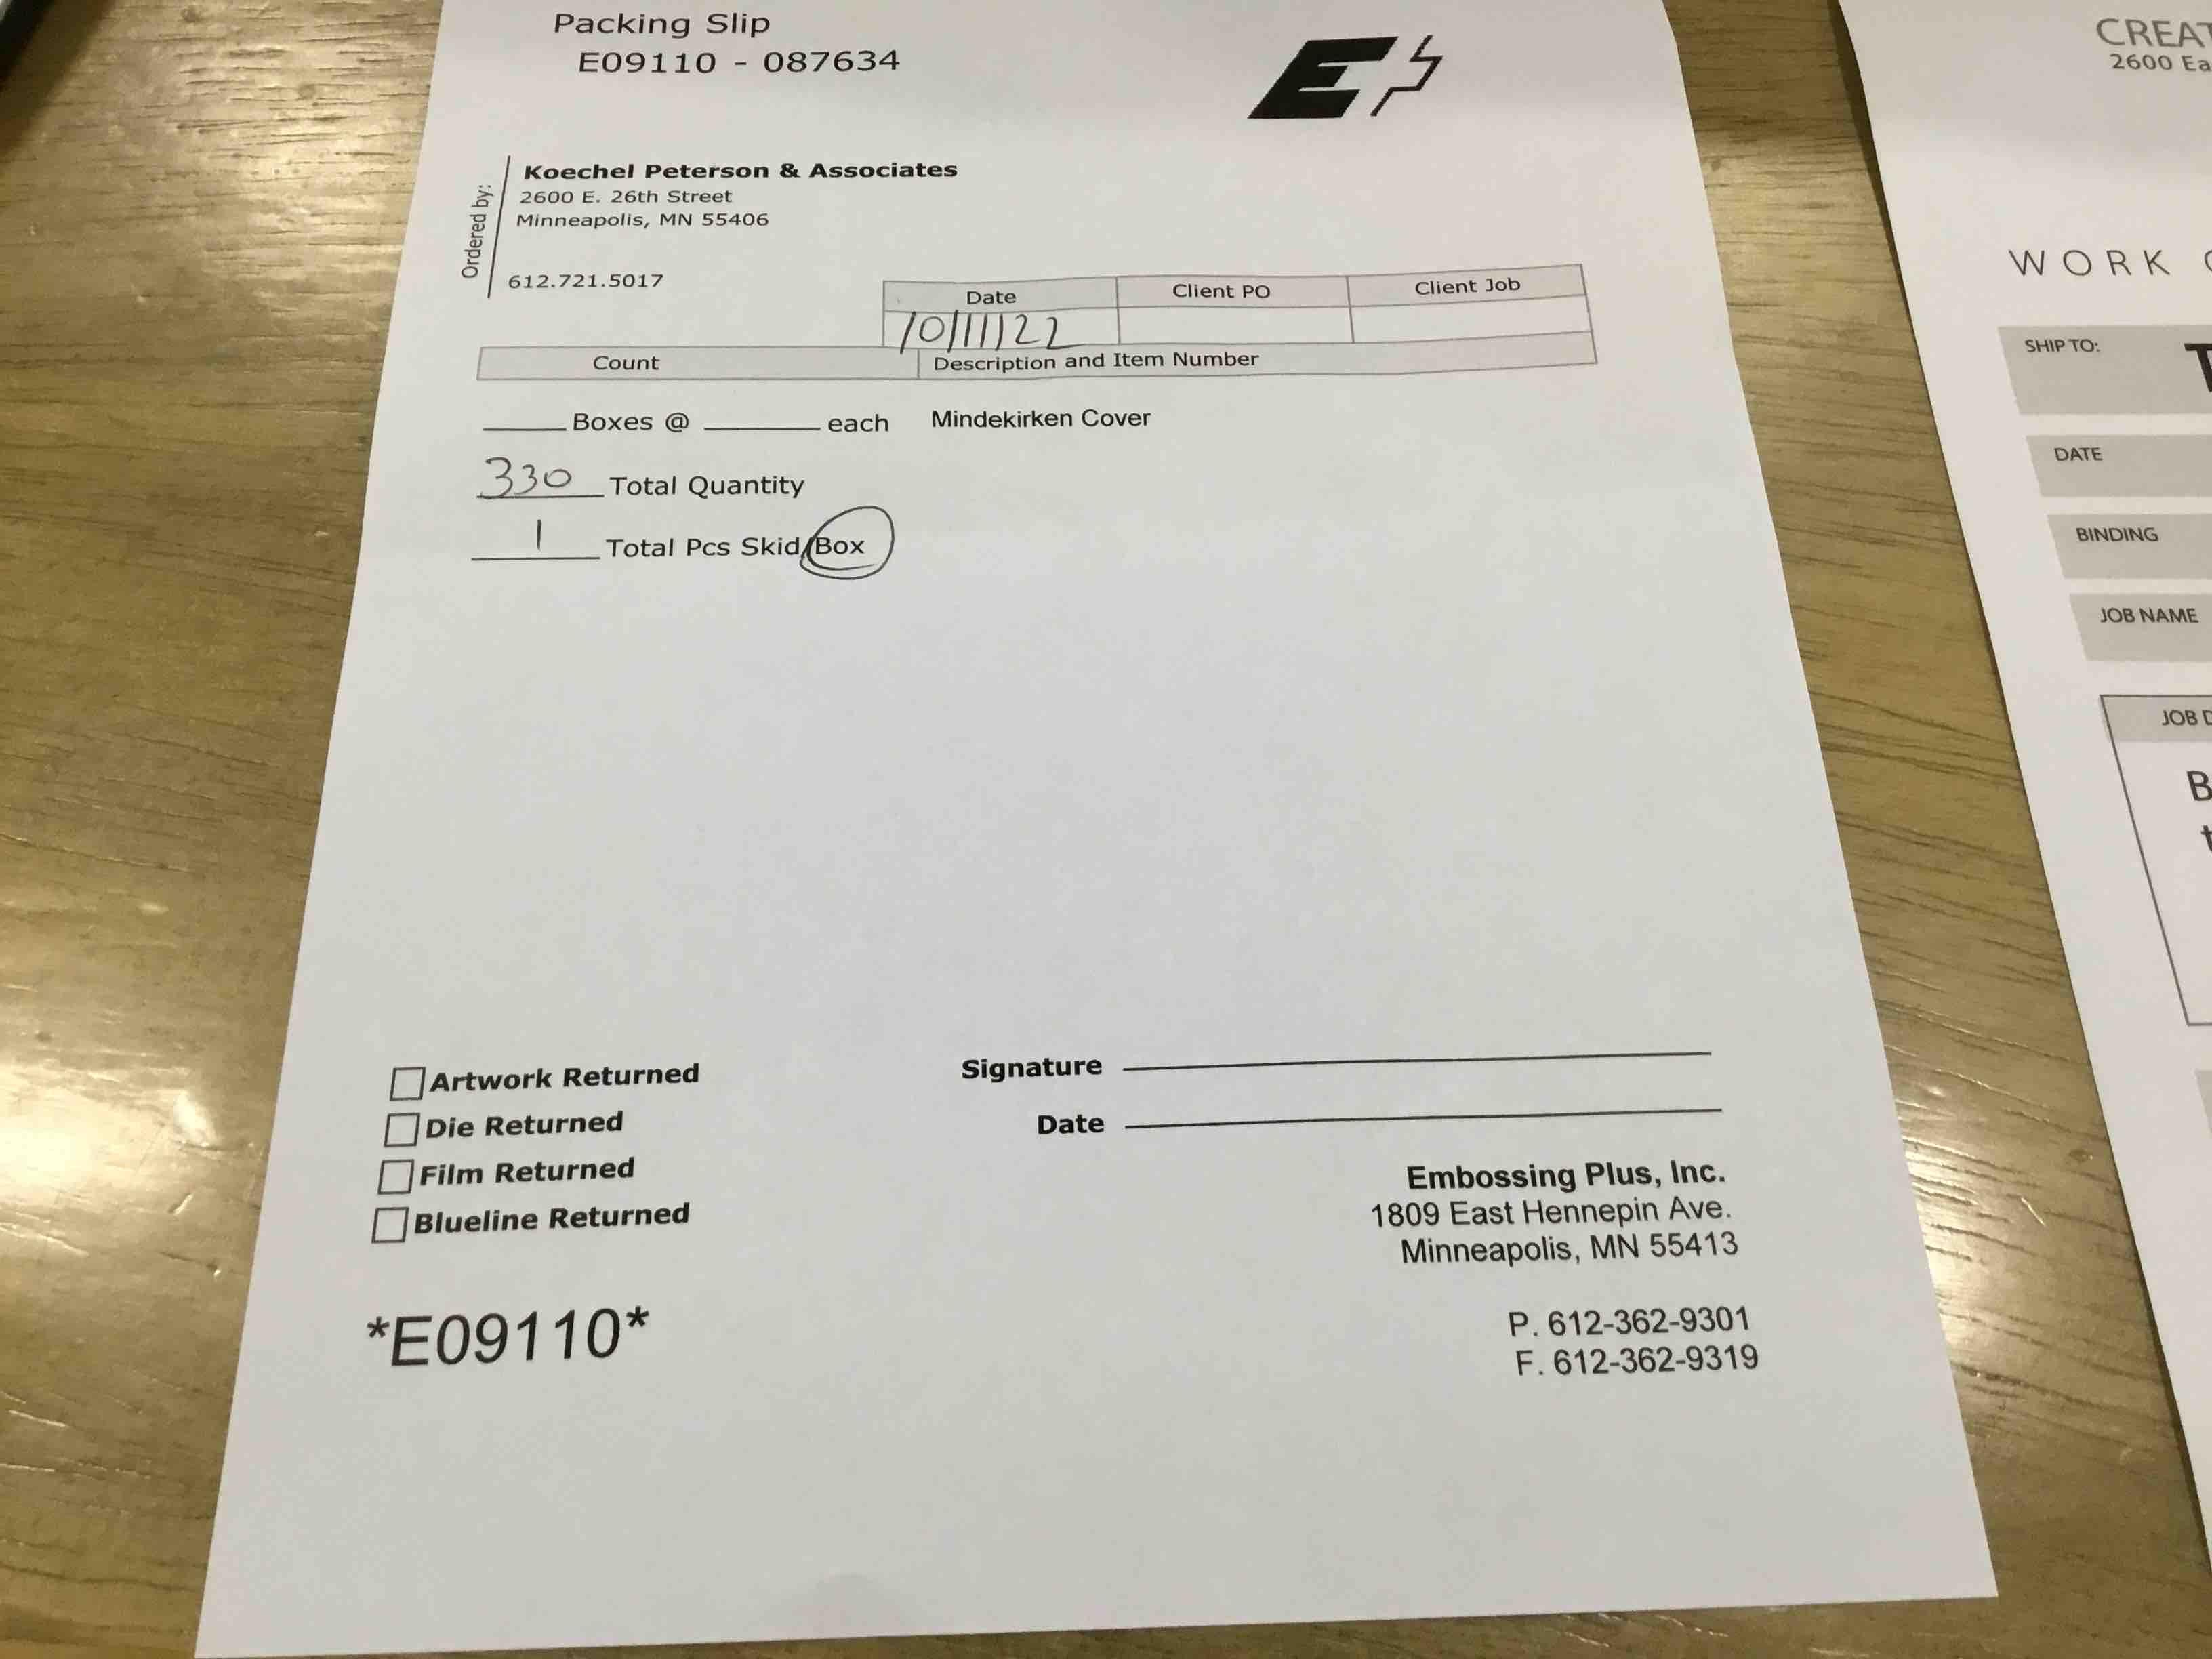 Packing Slip
E09110 - 087634
E
Ordered by:
Koechel Peterson & Associates
2600 E. 26th Street
Minneapolis, MN 55406
612.721.5017
Date Client PO Client Job
10/11/22
Count Description and Item Number
____ Boxes @ ____ each Mindekirken Cover
330 Total Quantity
1 Total Pcs Skid/Box
Artwork Returned
Die Returned
Film Returned
Blueline Returned
Signature
Date
Embossing Plus, Inc.
1809 East Hennepin Ave.
Minneapolis, MN 55413
P. 612-362-9301
F. 612-362-9319
*E09110*
2600
WORK
SHIP TO:
DATE
BINDING
JOB NAME
JOB